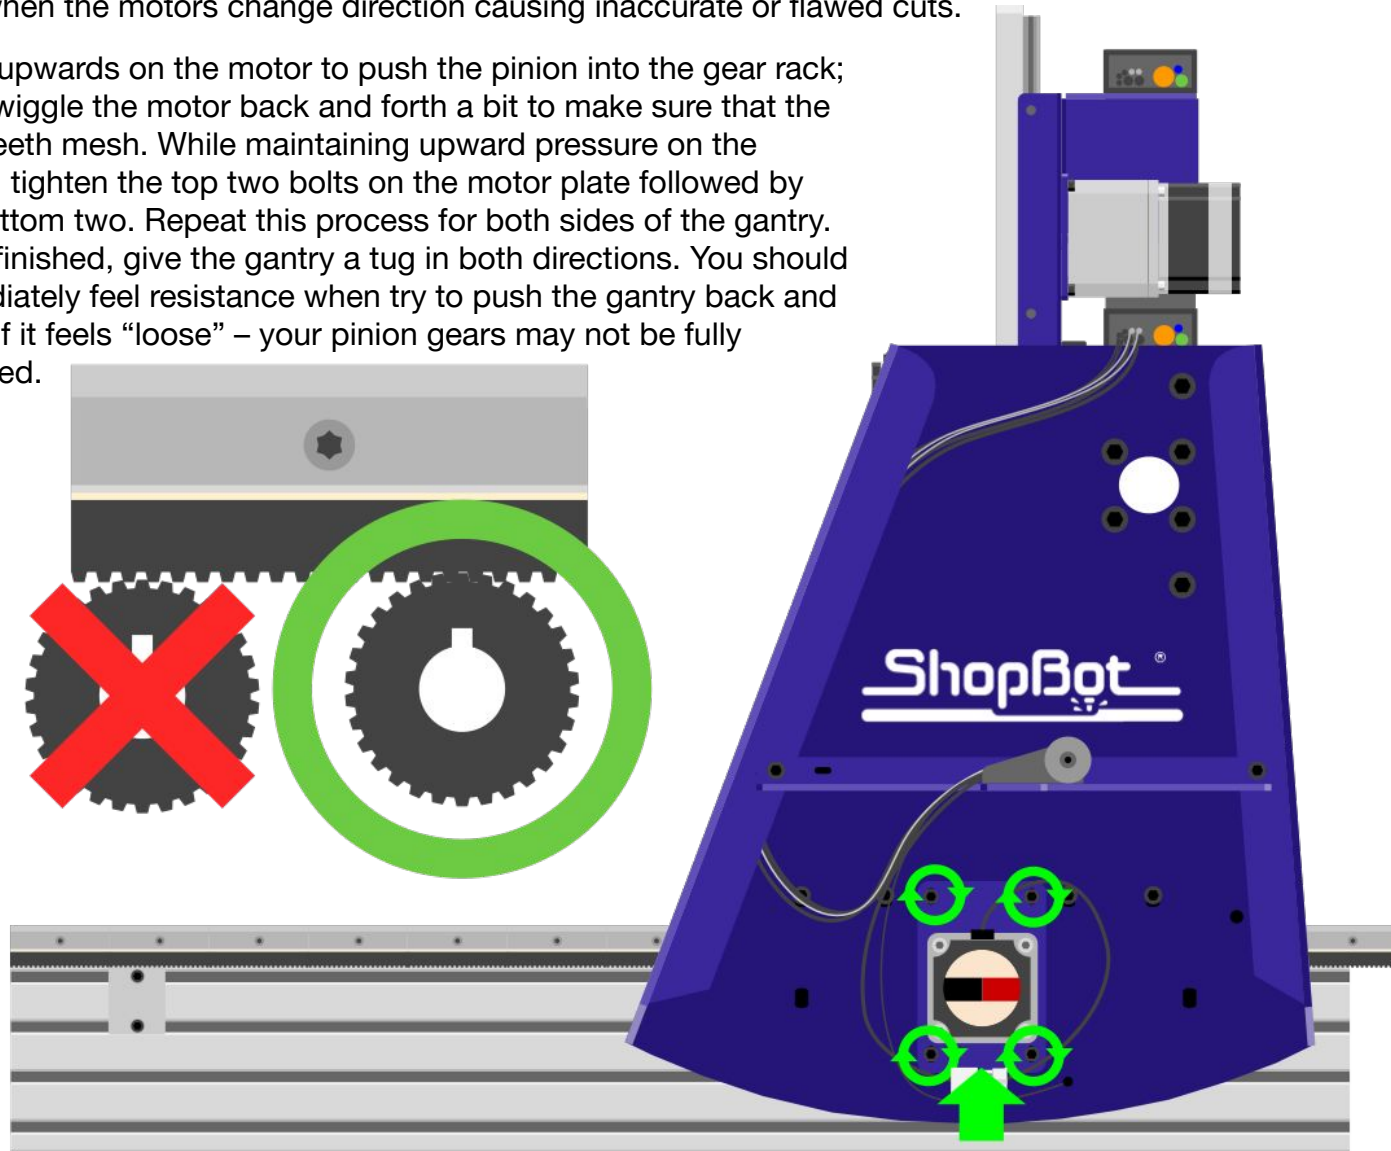 when the motors change direction causing inaccurate or flawed cuts.
upwards on the motor to push the pinion into the gear rack;
wiggle the motor back and forth a bit to make sure that the
eeth mesh. While maintaining upward pressure on the
tighten the top two bolts on the motor plate followed by
ttom two. Repeat this process for both sides of the gantry.
finished, give the gantry a tug in both directions. You should
diately feel resistance when try to push the gantry back and
f it feels “loose” – your pinion gears may not be fully
ed.
ShopBot ®